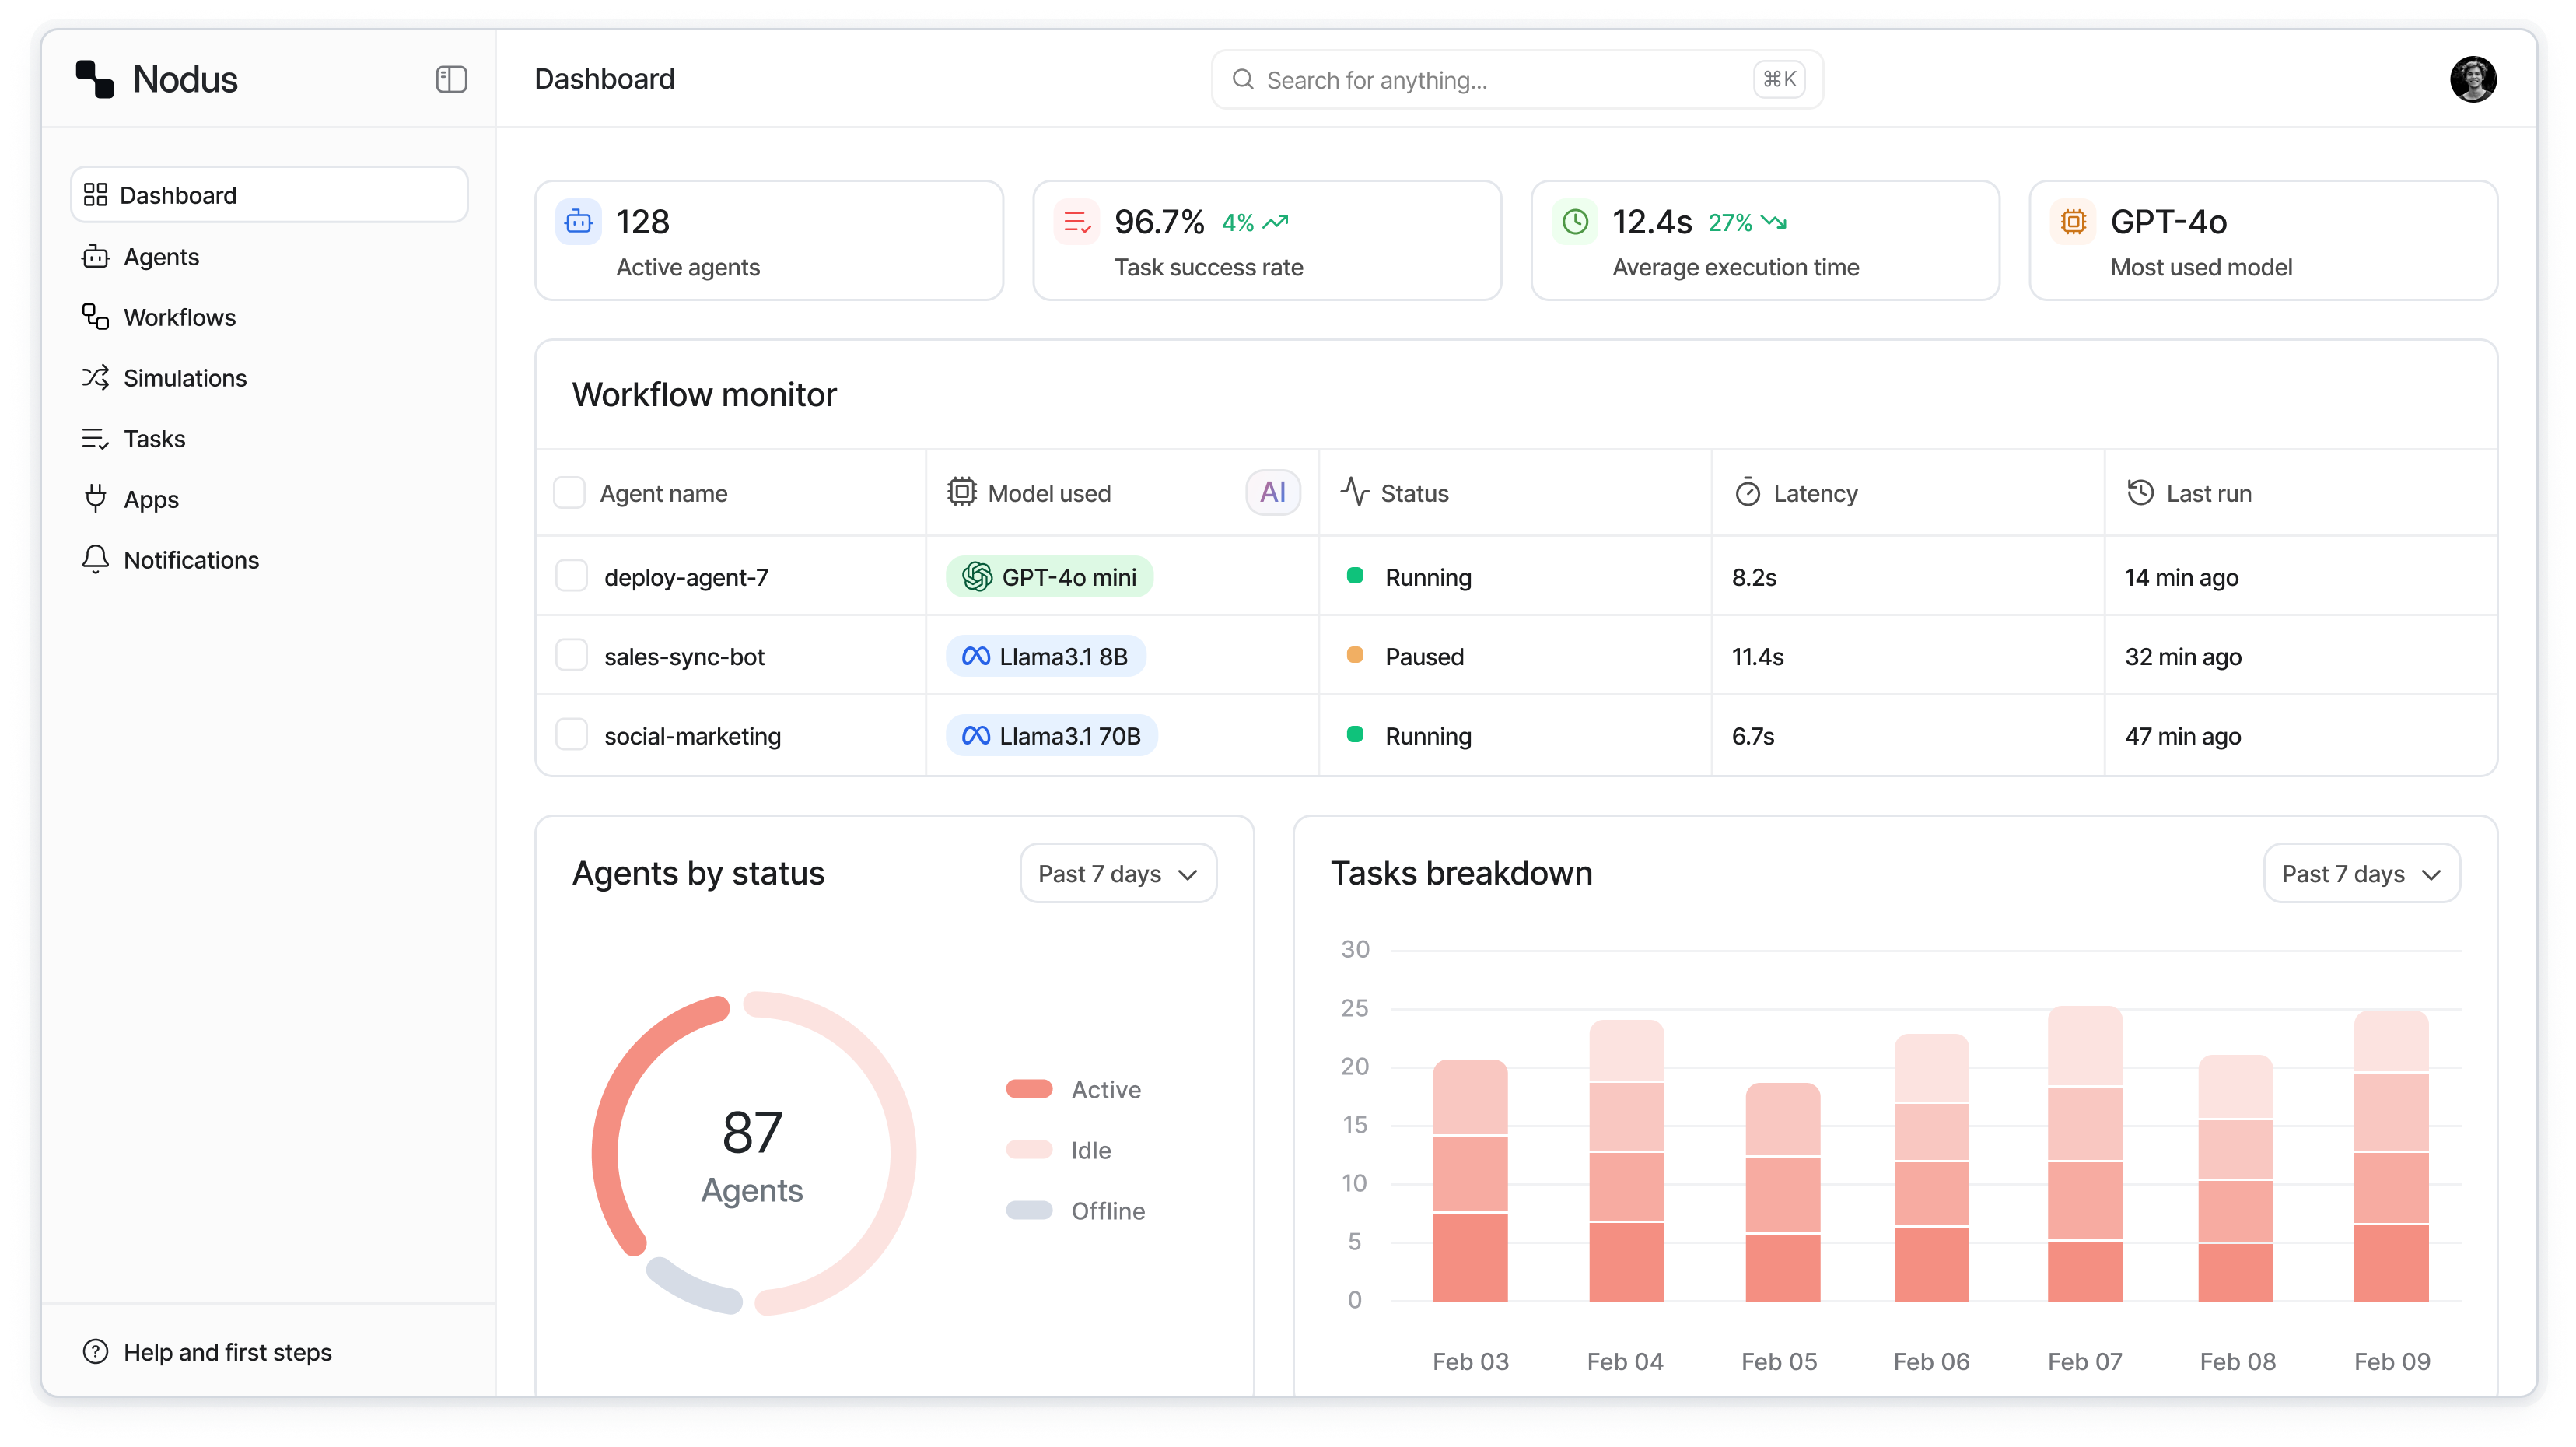 Nodus
Dashboard
Search for anything...
⌘K
Dashboard
Agents
Workflows
Simulations
Tasks
Apps
Notifications
Help and first steps
128
Active agents
96.7% 4%
Task success rate
12.4s 27%
Average execution time
GPT-4o
Most used model
Workflow monitor
Agent name Model used AI Status Latency Last run
deploy-agent-7 GPT-4o mini Running 8.2s 14 min ago
sales-sync-bot Llama3.1 8B Paused 11.4s 32 min ago
social-marketing Llama3.1 70B Running 6.7s 47 min ago
Agents by status
Past 7 days
87
Agents
Active
Idle
Offline
Tasks breakdown
Past 7 days
30
25
20
15
10
5
0
Feb 03 Feb 04 Feb 05 Feb 06 Feb 07 Feb 08 Feb 09